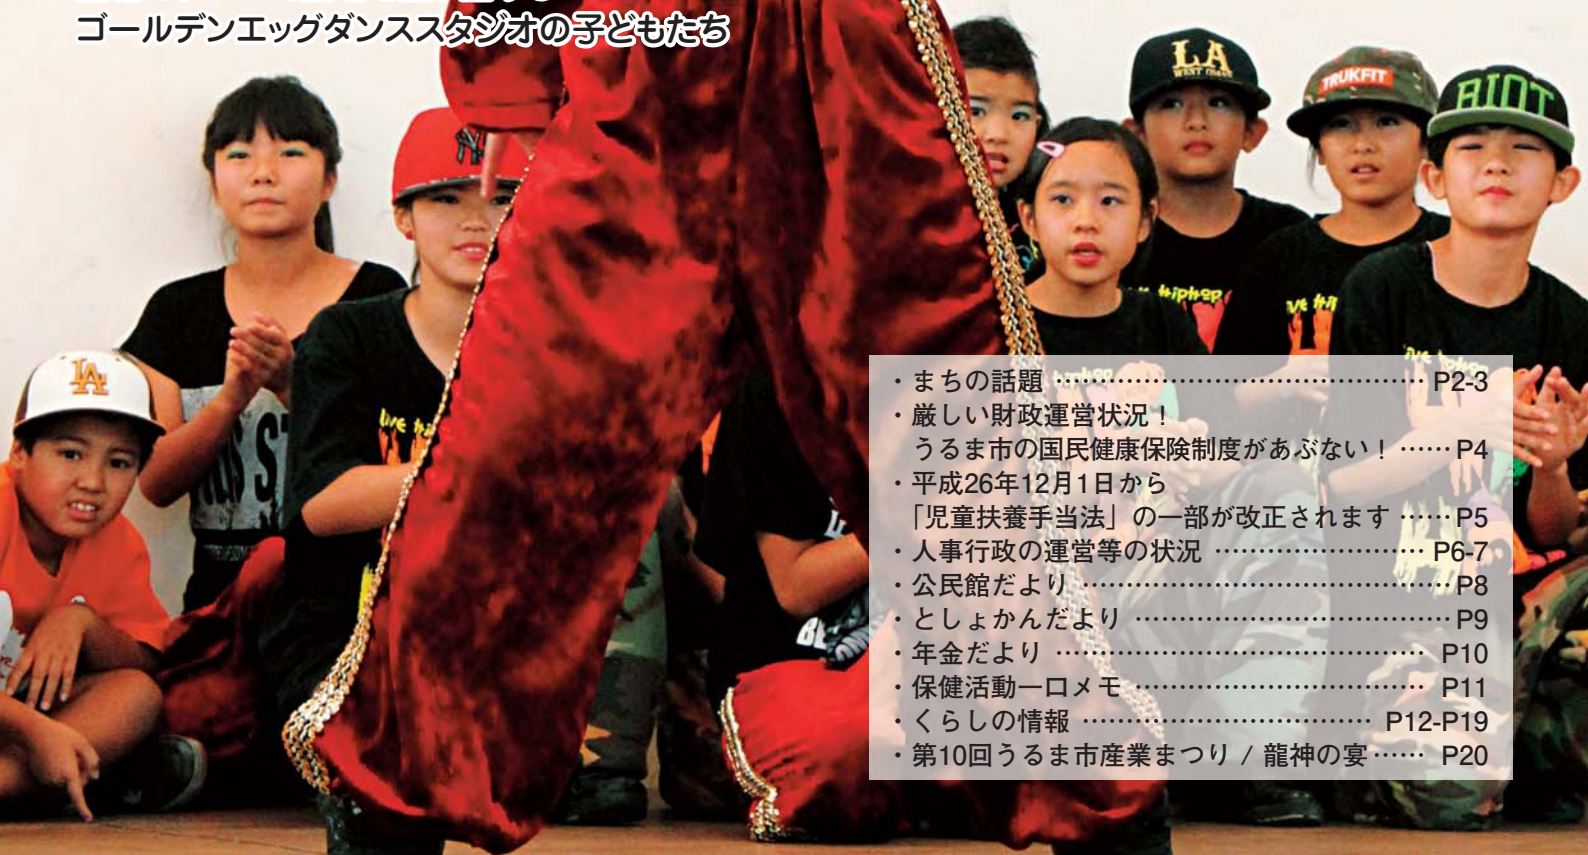 ゴールデンエッグダンススタジオの子どもたち
LA
WEST COAST
TRUKFIT
RIOT
NY
LA
・まちの話題 ……………………………………… P2-3
・厳しい財政運営状況！
うるま市の国民健康保険制度があぶない！ ……P4
・平成26年12月1日から
「児童扶養手当法」の一部が改正されます ……P5
・人事行政の運営等の状況 …………………… P6-7
・公民館だより ………………………………………P8
・としょかんだより …………………………………P9
・年金だより ……………………………………… P10
・保健活動一口メモ ……………………………… P11
・くらしの情報 …………………………… P12-P19
・第10回うるま市産業まつり / 龍神の宴…… P20